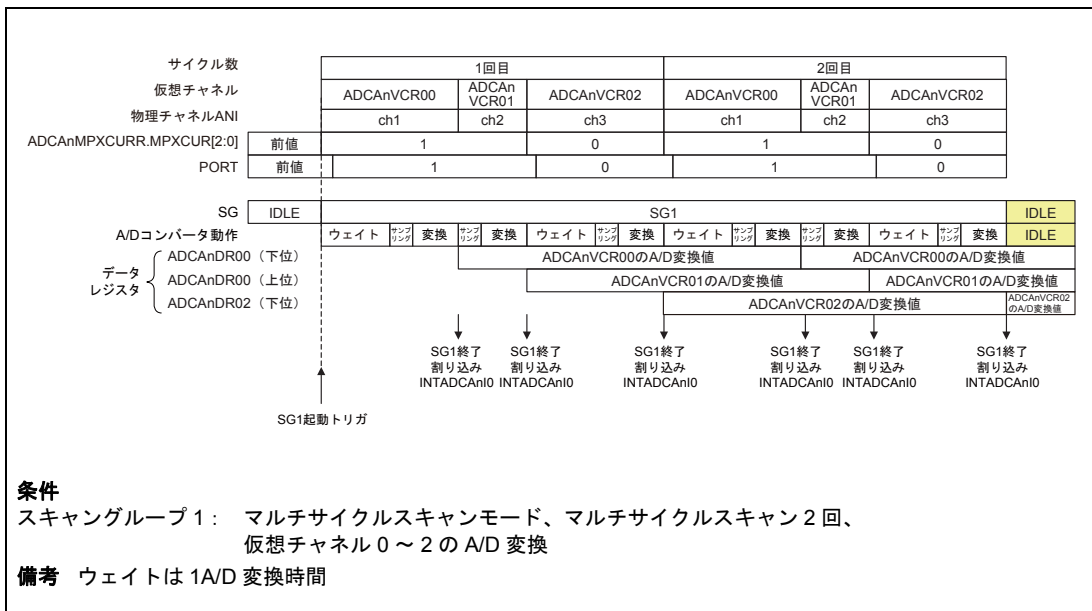 サイクル数 1回目 2回目
仮想チャネル ADCAnVCR00 ADCAn VCR01 ADCAnVCR02 ADCAnVCR00 ADCAn VCR01 ADCAnVCR02
物理チャネルANI ch1 ch2 ch3 ch1 ch2 ch3
ADCAnMPXCURR.MPXCUR[2:0] 前値 1 0 1 0
PORT 前値 1 0 1 0
SG IDLE SG1 IDLE
A/Dコンバータ動作 ウェイト サンプリング 変換 サンプリング 変換 ウェイト サンプリング 変換 ウェイト サンプリング 変換 サンプリング 変換 ウェイト サンプリング 変換 IDLE
データ
レジスタ
ADCAnDR00(下位) ADCAnVCR00のA/D変換値 ADCAnVCR00のA/D変換値
ADCAnDR00(上位) ADCAnVCR01のA/D変換値 ADCAnVCR01のA/D変換値
ADCAnDR02(下位) ADCAnVCR02のA/D変換値 ADCAnVCR02のA/D変換値
SG1終了 SG1終了 SG1終了 SG1終了 SG1終了 SG1終了
割り込み 割り込み 割り込み 割り込み 割り込み 割り込み
INTADCAnI0 INTADCAnI0 INTADCAnI0 INTADCAnI0 INTADCAnI0 INTADCAnI0
SG1起動トリガ
条件
スキャングループ 1: マルチサイクルスキャンモード、マルチサイクルスキャン 2 回、
仮想チャネル 0 ~ 2 の A/D 変換
備考 ウェイトは 1A/D 変換時間